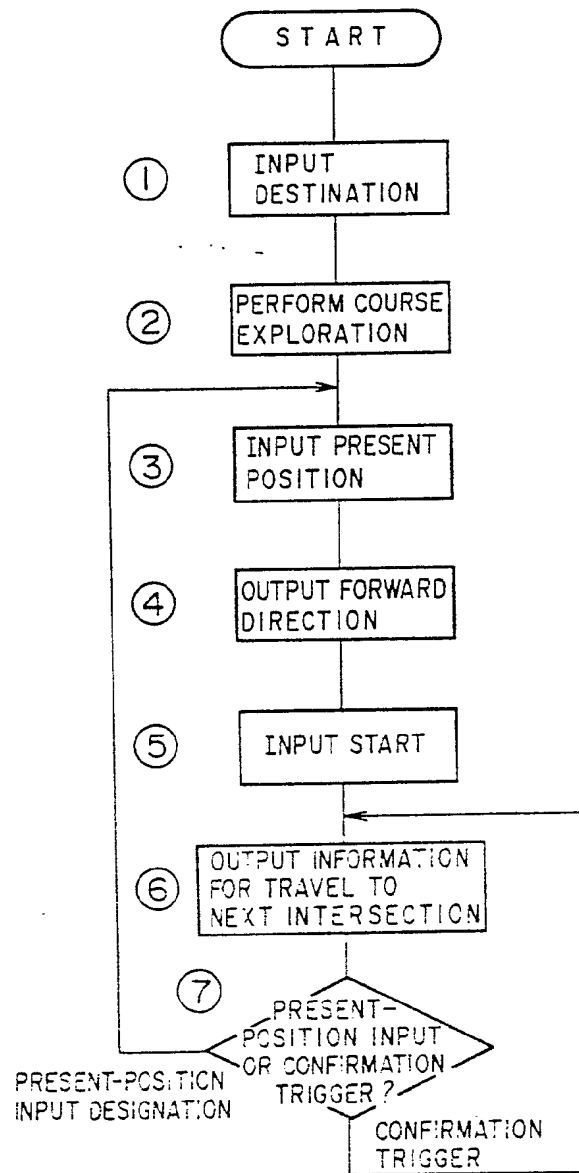 START
①
INPUT
DESTINATION
②
PERFORM COURSE
EXPLORATION
③
INPUT PRESENT
POSITION
④
OUTPUT FORWARD
DIRECTION
⑤
INPUT START
⑥
OUTPUT INFORMATION
FOR TRAVEL TO
NEXT INTERSECTION
⑦
PRESENT-
POSITION INPUT
OR CONFIRMATION
TRIGGER?
PRESENT-POSITION
INPUT DESIGNATION
CONFIRMATION
TRIGGER